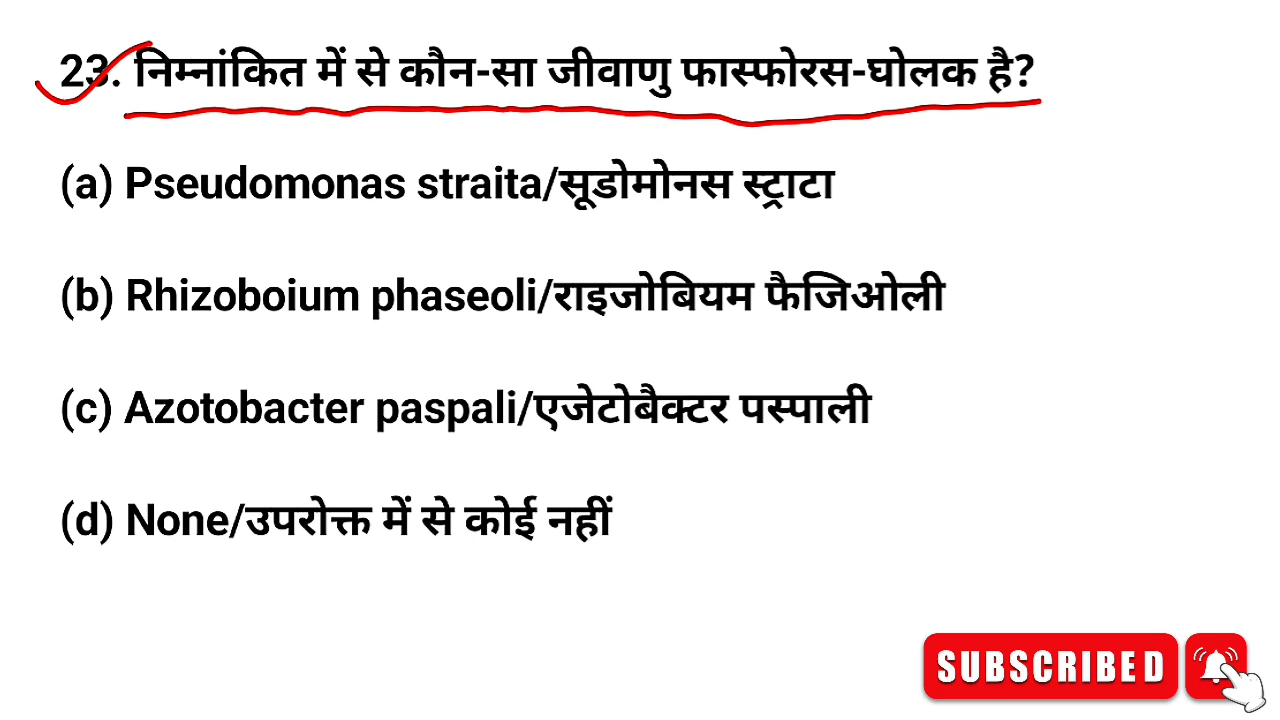 23. निम्नांकित में से कौन-सा जीवाणु फास्फोरस-घोलक है?
(a) Pseudomonas straita/सूडोमोनस स्ट्राटा
(b) Rhizoboium phaseoli/राइजोबियम फैजिओली
(c) Azotobacter paspali/एजेटोबैक्टर पस्पाली
(d) None/उपरोक्त में से कोई नहीं
SUBSCRIBED